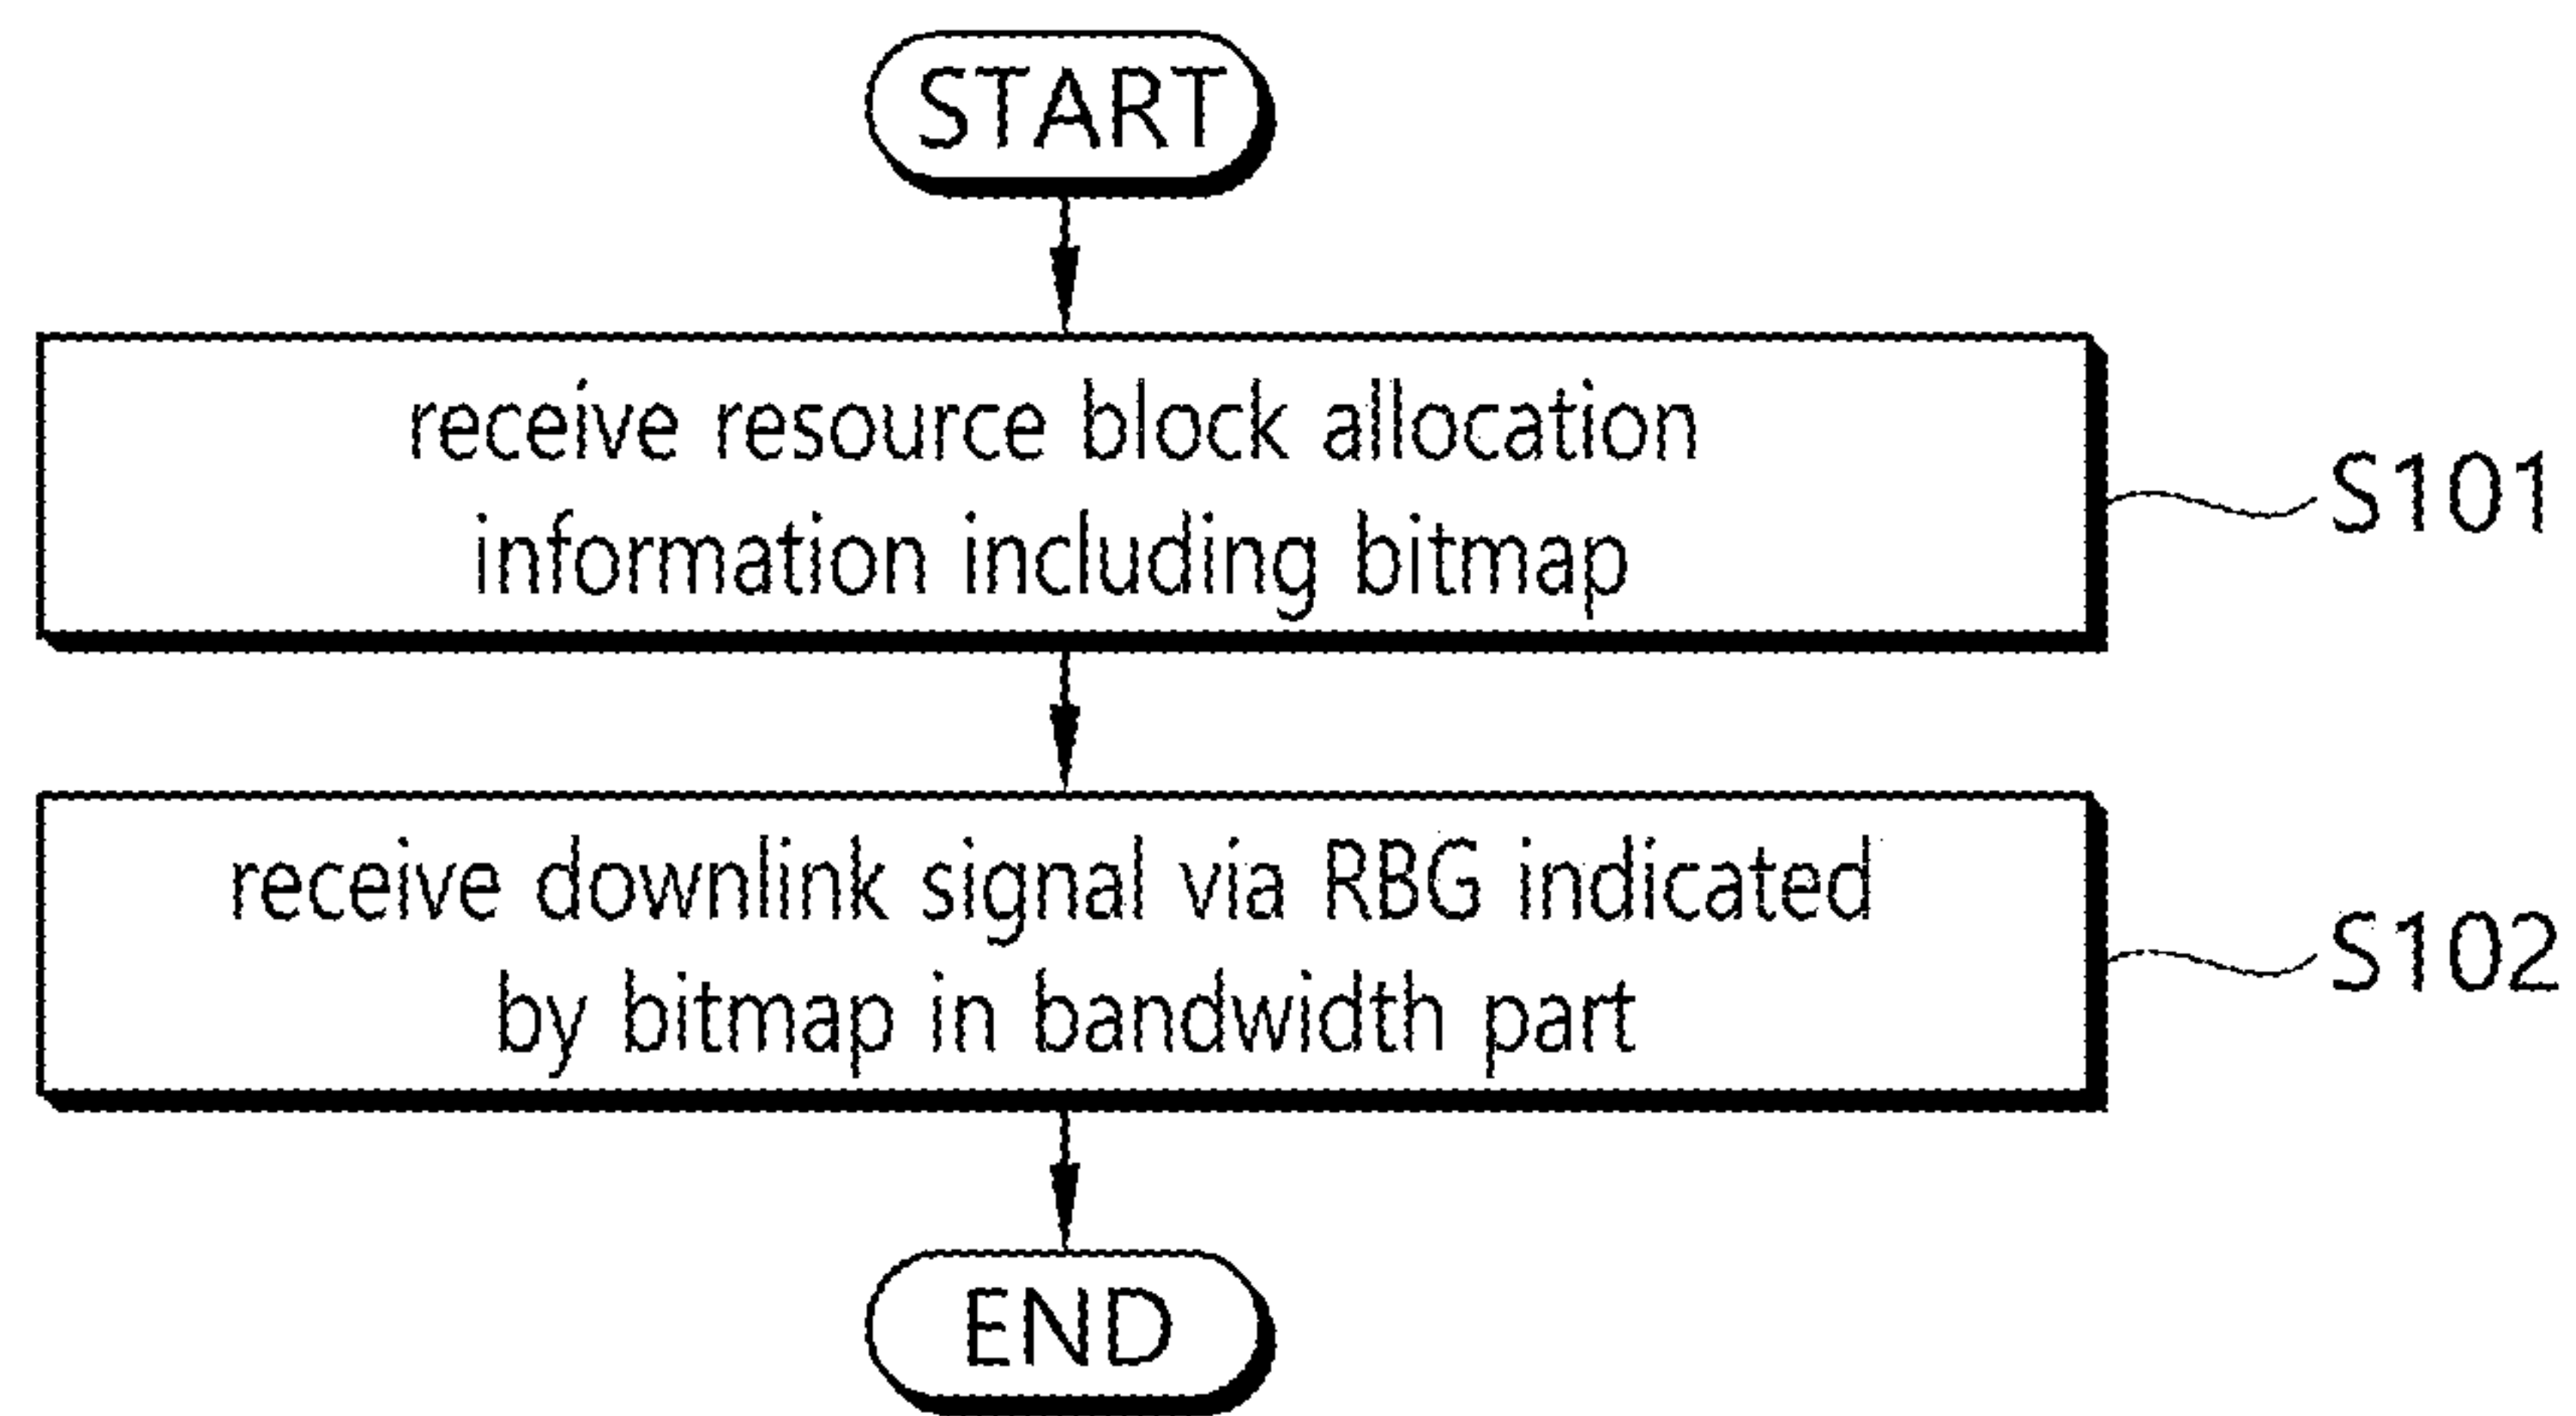 START
receive resource block allocation
information including bitmap
S101
receive downlink signal via RBG indicated
by bitmap in bandwidth part
S102
END